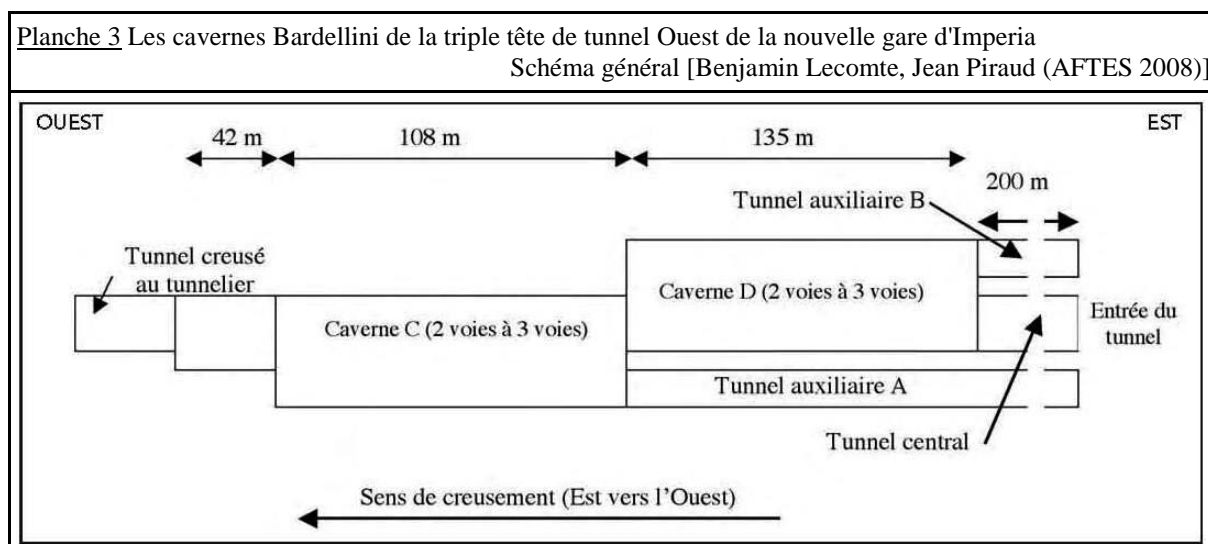 Planche 3 Les cavernes Bardellini de la triple tête de tunnel Ouest de la nouvelle gare d'Imperia
Schéma général [Benjamin Lecomte, Jean Piraud (AFTES 2008)]
OUEST
EST
42 m
108 m
135 m
200 m
Tunnel auxiliaire B
Tunnel creusé
au tunnelier
Caverne D (2 voies à 3 voies)
Caverne C (2 voies à 3 voies)
Entrée du
tunnel
Tunnel auxiliaire A
Tunnel central
Sens de creusement (Est vers l'Ouest)